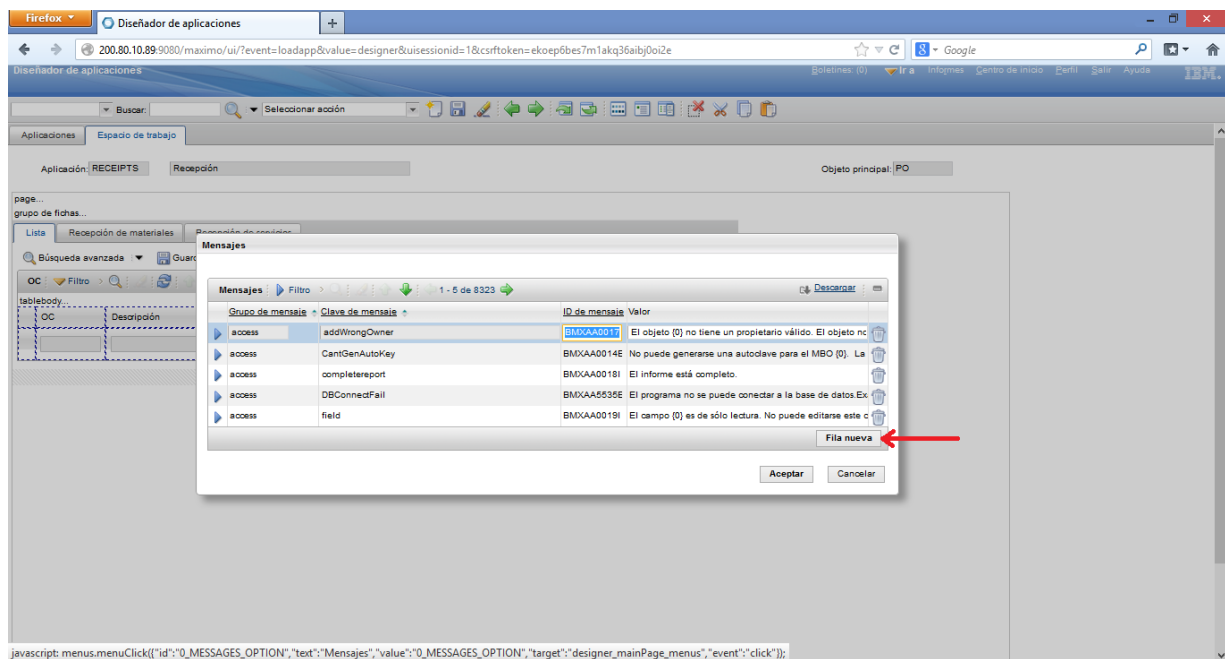 Firefox
Diseñador de aplicaciones
200.80.10.89:9080/maximo/ui/?event=loadapp&value=designer&uisessionid=1&csrftoken=ekoep6bes7m1akq36aibj0oi2e
Google
Diseñador de aplicaciones
Boletines: (0) Ir a Informes Centro de inicio Perfil Salir Ayuda IBM.
Buscar: Seleccionar acción
Aplicaciones Espacio de trabajo
Aplicación: RECEIPTS Recepción Objeto principal: PO
page...
grupo de fichas...
Lista Recepción de materiales Recepción de servicios
Búsqueda avanzada
OC Filtro
tablebody...
OC Descripción
Mensajes
Mensajes Filtro 1 - 5 de 8323 Descargar
Grupo de mensaje Clave de mensaje ID de mensaje Valor
access addWrongOwner BMXAA0017 El objeto {0} no tiene un propietario válido. El objeto
access CantGenAutoKey BMXAA0014E No puede generarse una autoclave para el MBO {0}. La
access completereport BMXAA0018I El informe está completo.
access DBConnectFail BMXAA5535E El programa no se puede conectar a la base de datos.
access field BMXAA0019I El campo {0} es de sólo lectura. No puede editarse este
Fila nueva
Aceptar Cancelar
javascript: menus.menuClick({"id":"0_MESSAGES_OPTION","text":"Mensajes","value":"0_MESSAGES_OPTION","target":"designer_mainPage_menus","event":"click"});